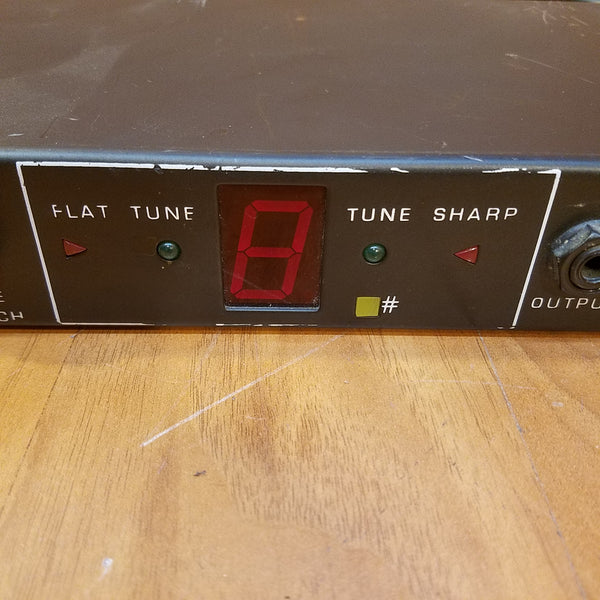 FLAT TUNE
TUNE SHARP
#
E
CH
OUTPU